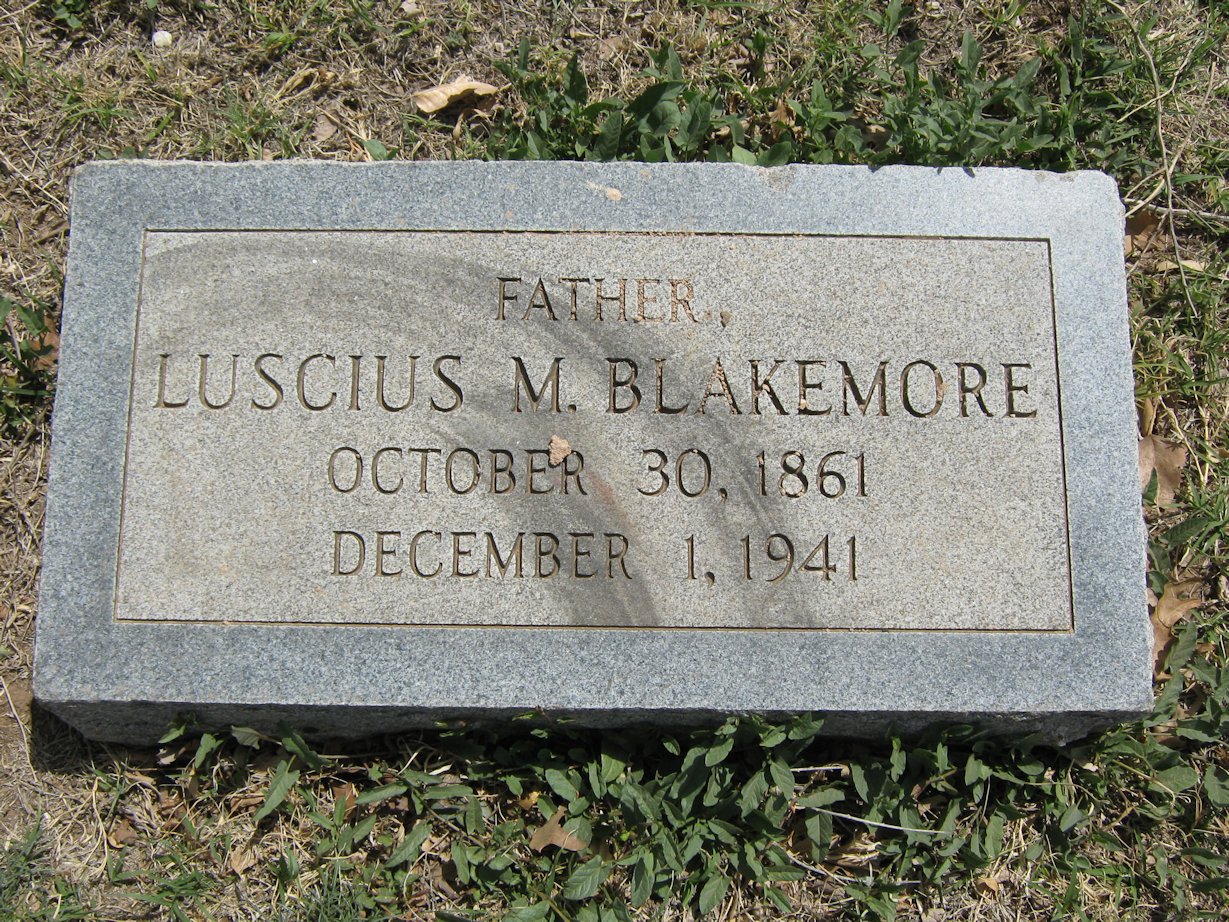 FATHER
LUSCIUS M. BLAKEMORE
OCTOBER 30, 1861
DECEMBER 1, 1941